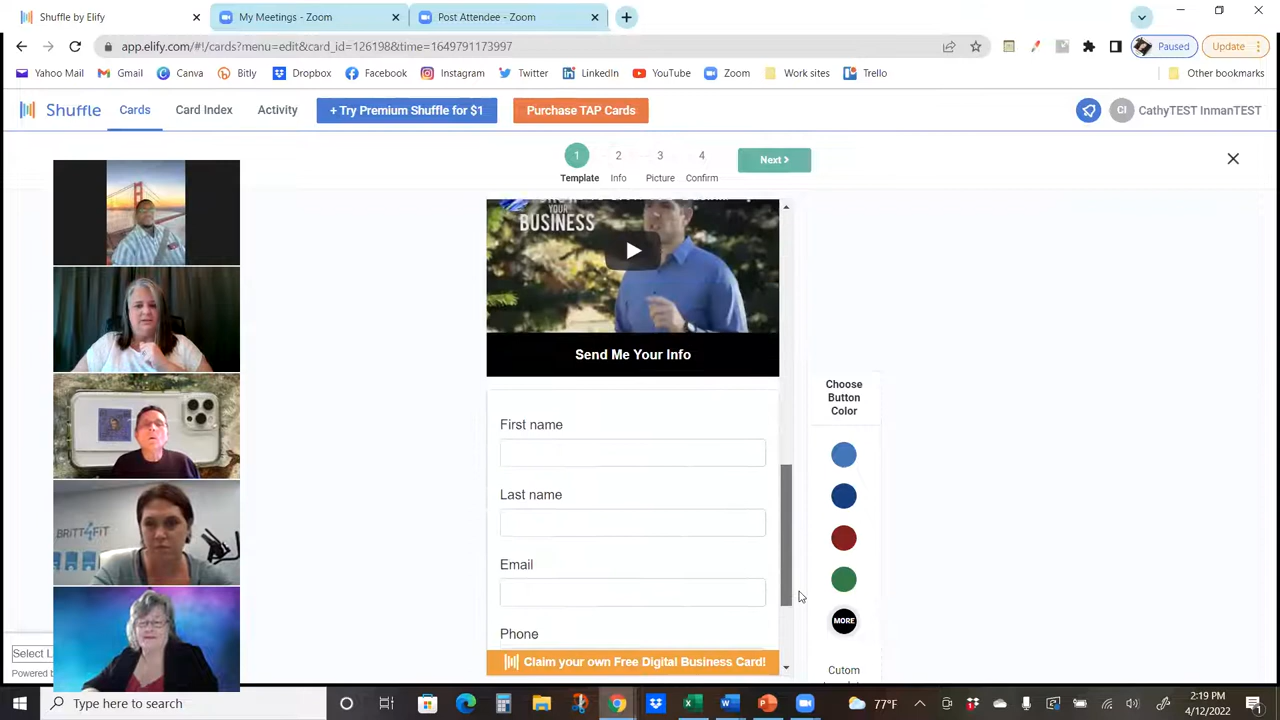 Shuffle by Elify
My Meetings - Zoom
Post Attendee - Zoom
app.elify.com/#!/cards?menu=edit&card_id=126198&time=1649791173997
Paused
Update
Yahoo Mail
Gmail
Canva
Bitly
Dropbox
Facebook
Instagram
Twitter
LinkedIn
YouTube
Zoom
Work sites
Trello
Other bookmarks
Shuffle
Cards
Card Index
Activity
+ Try Premium Shuffle for $1
Purchase TAP Cards
CI
CathyTEST InmanTEST
1
2
3
4
Next
Template
Info
Picture
Confirm
YOUR
BUSINESS
Send Me Your Info
First name
Last name
Email
Phone
Claim your own Free Digital Business Card!
Choose
Button
Color
MORE
Cutom
BRITT4FIT
Select L
Powered b
Type here to search
77°F
2:19 PM
4/12/2022